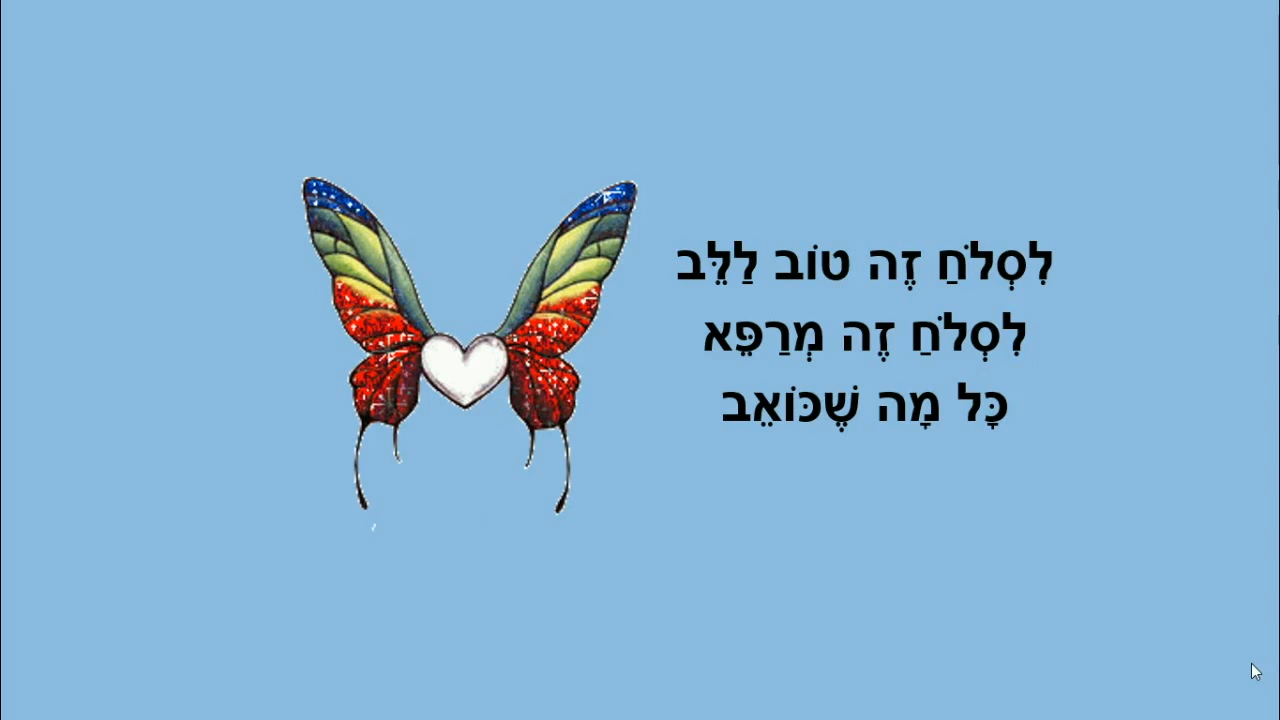 לִסְלֹחַ זֶה טוֹב לַלֵּב
לִסְלֹחַ זֶה מְרַפֵּא
כָּל מָה שֶׁכּוֹאֵב